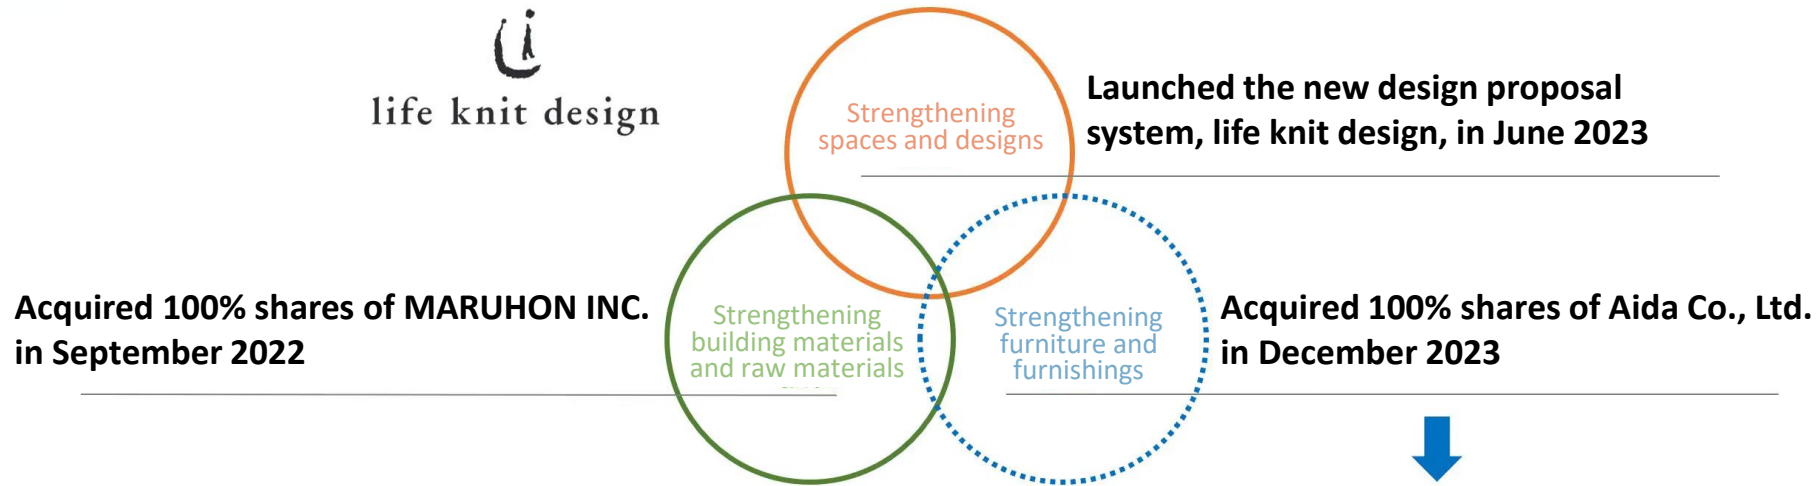 life knit design
Strengthening
spaces and designs
Launched the new design proposal
system, life knit design, in June 2023
Acquired 100% shares of MARUHON INC.
in September 2022
Strengthening
building materials
and raw materials
Strengthening
furniture and
furnishings
Acquired 100% shares of Aida Co., Ltd.
in December 2023